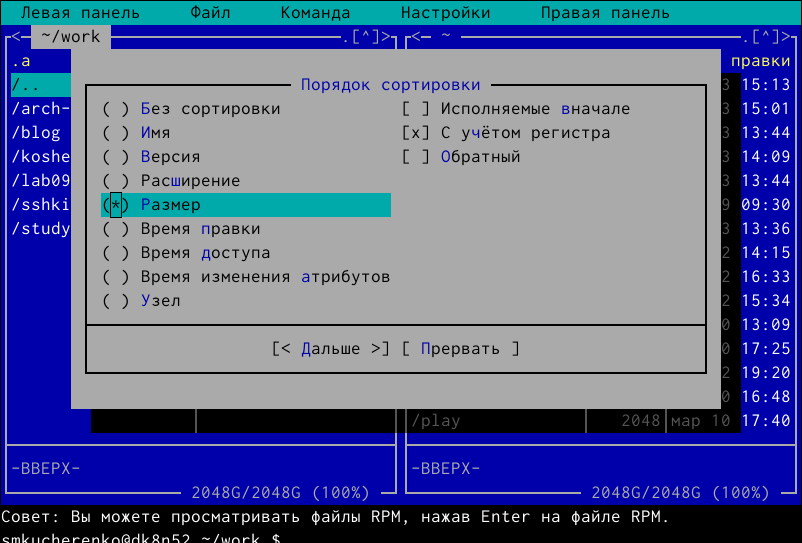 Левая панель Файл Команда Настройки Правая панель
<─ ~/work .[^]> <─ ~ .[^]>
.а правки
Порядок сортировки
/.. 3 15:13
/arch- ( ) Без сортировки [ ] Исполняемые вначале 3 15:01
/blog ( ) Имя [x] С учётом регистра 3 13:44
/koshe ( ) Версия [ ] Обратный 3 14:09
/lab09 ( ) Расширение 3 13:44
/sshki (*) Размер 9 09:30
/study ( ) Время правки 3 13:36
( ) Время доступа 2 14:15
( ) Время изменения атрибутов 2 16:33
( ) Узел 2 15:34
0 13:09
[< Дальше >] [ Прервать ] 0 17:25
2 19:20
0 16:48
/play 2048 мар 10 17:40
-ВВЕРХ- -ВВЕРХ-
2048G/2048G (100%) 2048G/2048G (100%)
Совет: Вы можете просматривать файлы RPM, нажав Enter на файле RPM.
smkucherenko@dk8n52 ~/work $